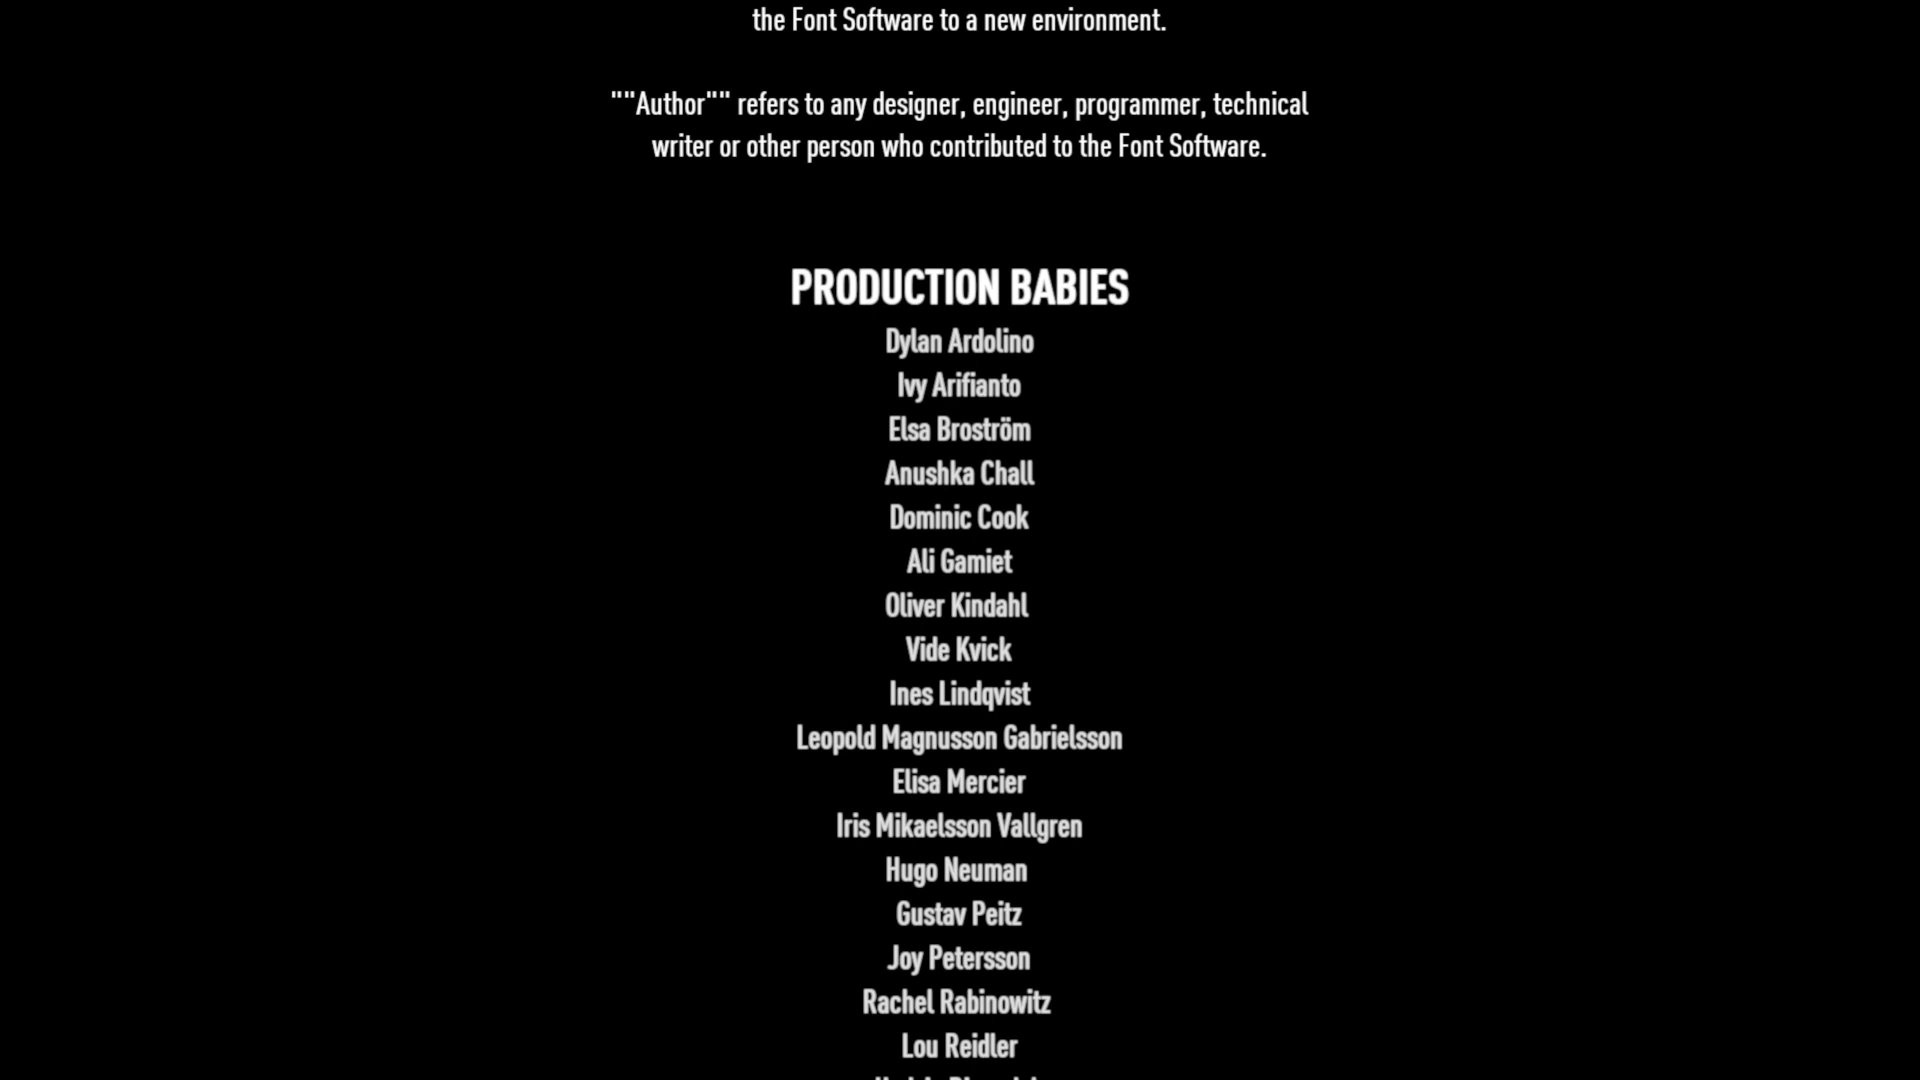 the Font Software to a new environment.
""Author"" refers to any designer, engineer, programmer, technical
writer or other person who contributed to the Font Software.
PRODUCTION BABIES
Dylan Ardolino
Ivy Arifianto
Elsa Broström
Anushka Chall
Dominic Cook
Ali Gamiet
Oliver Kindahl
Vide Kvick
Ines Lindqvist
Leopold Magnusson Gabrielsson
Elisa Mercier
Iris Mikaelsson Vallgren
Hugo Neuman
Gustav Peitz
Joy Petersson
Rachel Rabinowitz
Lou Reidler